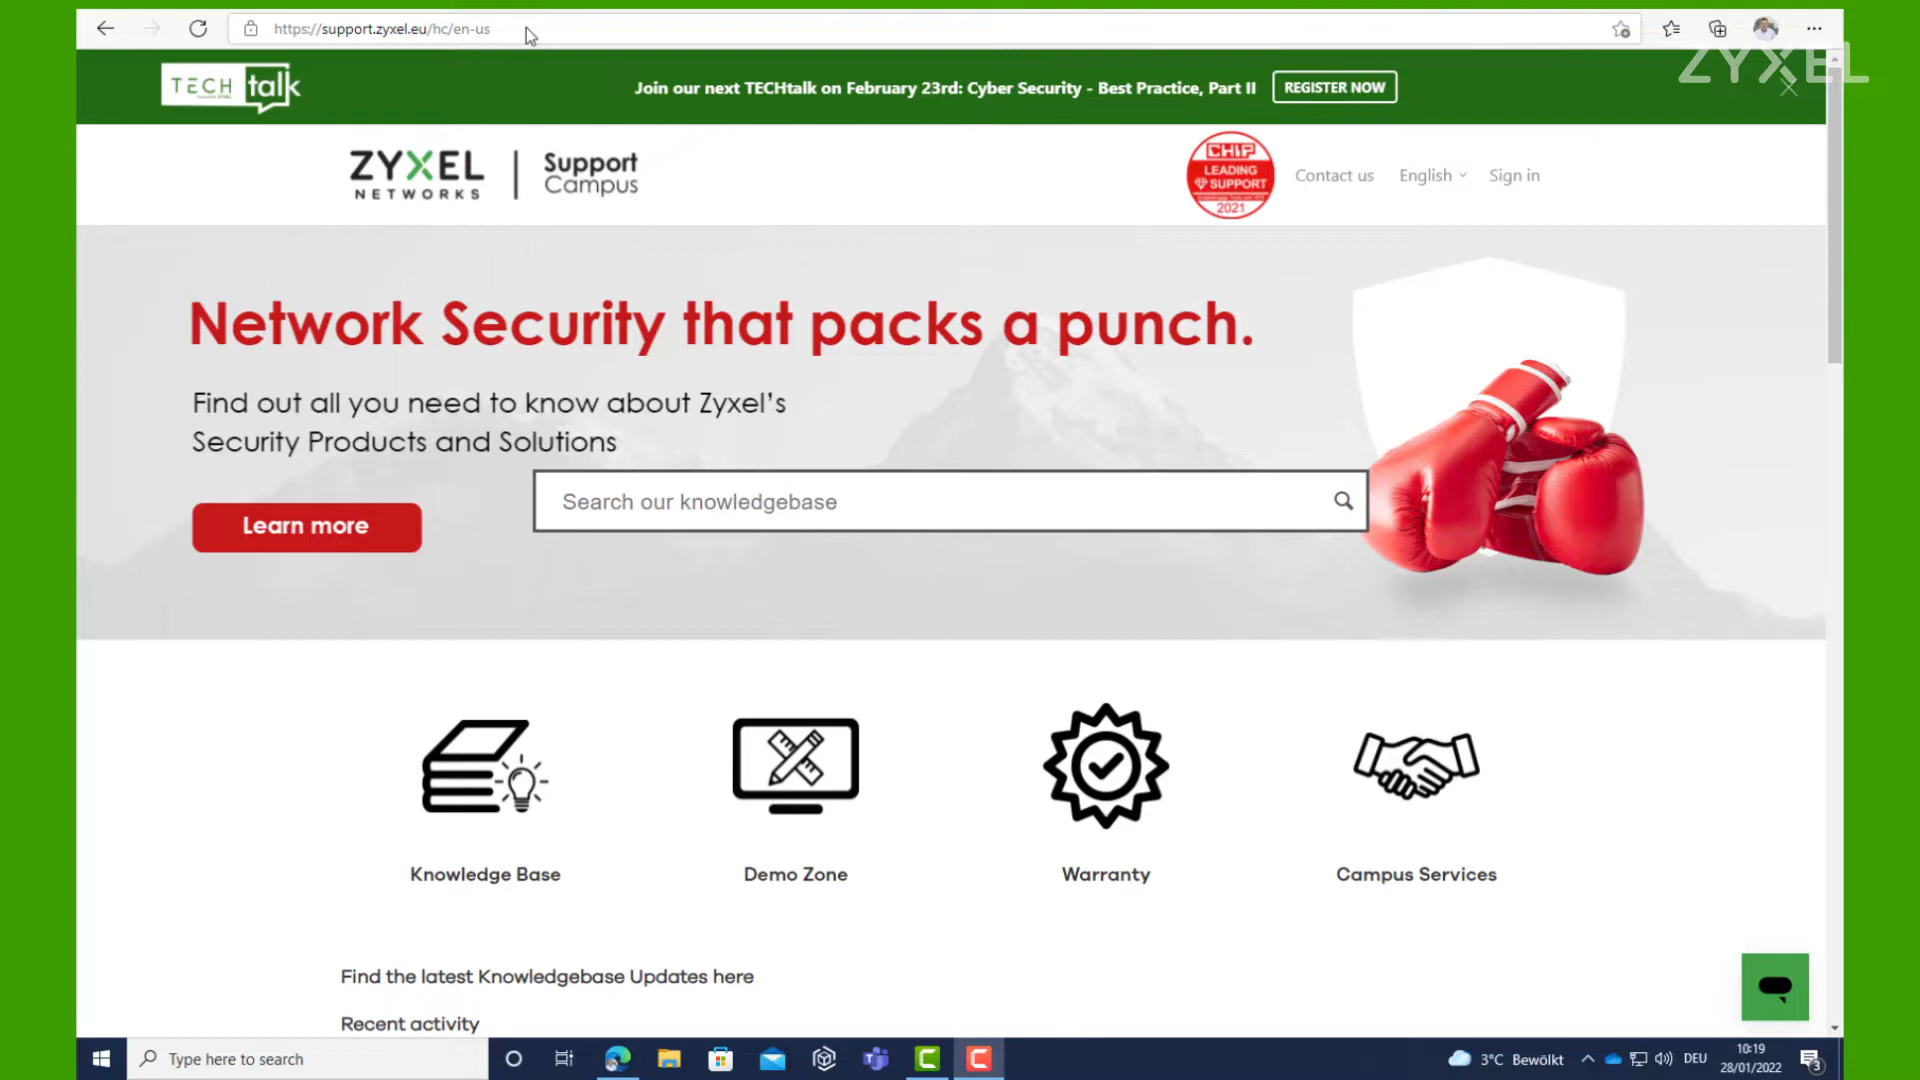 https://support.zyxel.eu/hc/en-us
ZYXEL
TECH talk
Join our next TECHtalk on February 23rd: Cyber Security - Best Practice, Part II
REGISTER NOW
ZYXEL
NETWORKS
Support
Campus
CHIP
LEADING
SUPPORT
2021
Contact us
English
Sign in
Network Security that packs a punch.
Find out all you need to know about Zyxel's
Security Products and Solutions
Search our knowledgebase
Learn more
Knowledge Base
Demo Zone
Warranty
Campus Services
Find the latest Knowledgebase Updates here
Recent activity
Type here to search
3°C Bewölkt
DEU
10:19
28/01/2022
3